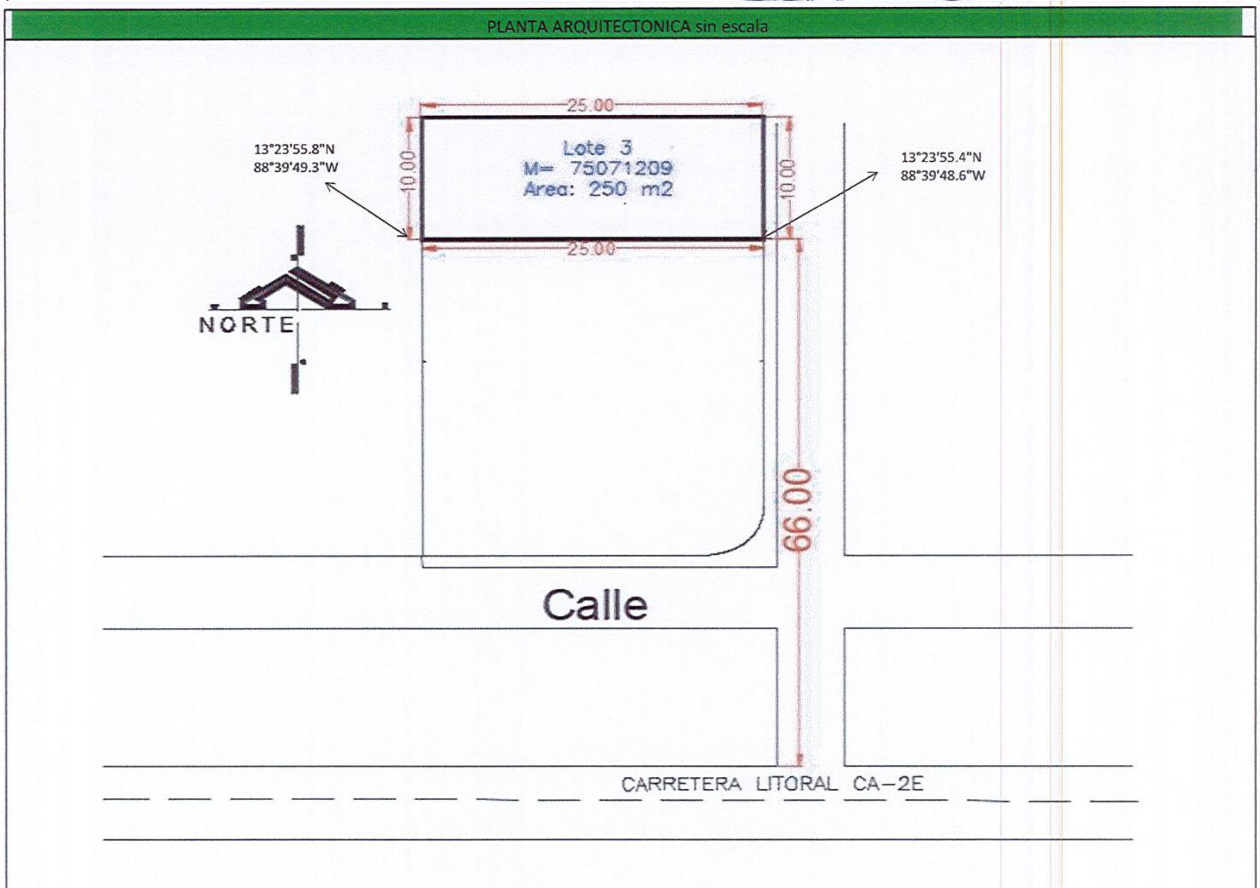 PLANTA ARQUITECTONICA sin escala
25.00
13°23'55.8"N
88°39'49.3"W
10.00
Lote 3
M= 75071209
Area: 250 m2
10.00
13°23'55.4"N
88°39'48.6"W
25.00
NORTE
66.00
Calle
CARRETERA LITORAL CA-2E